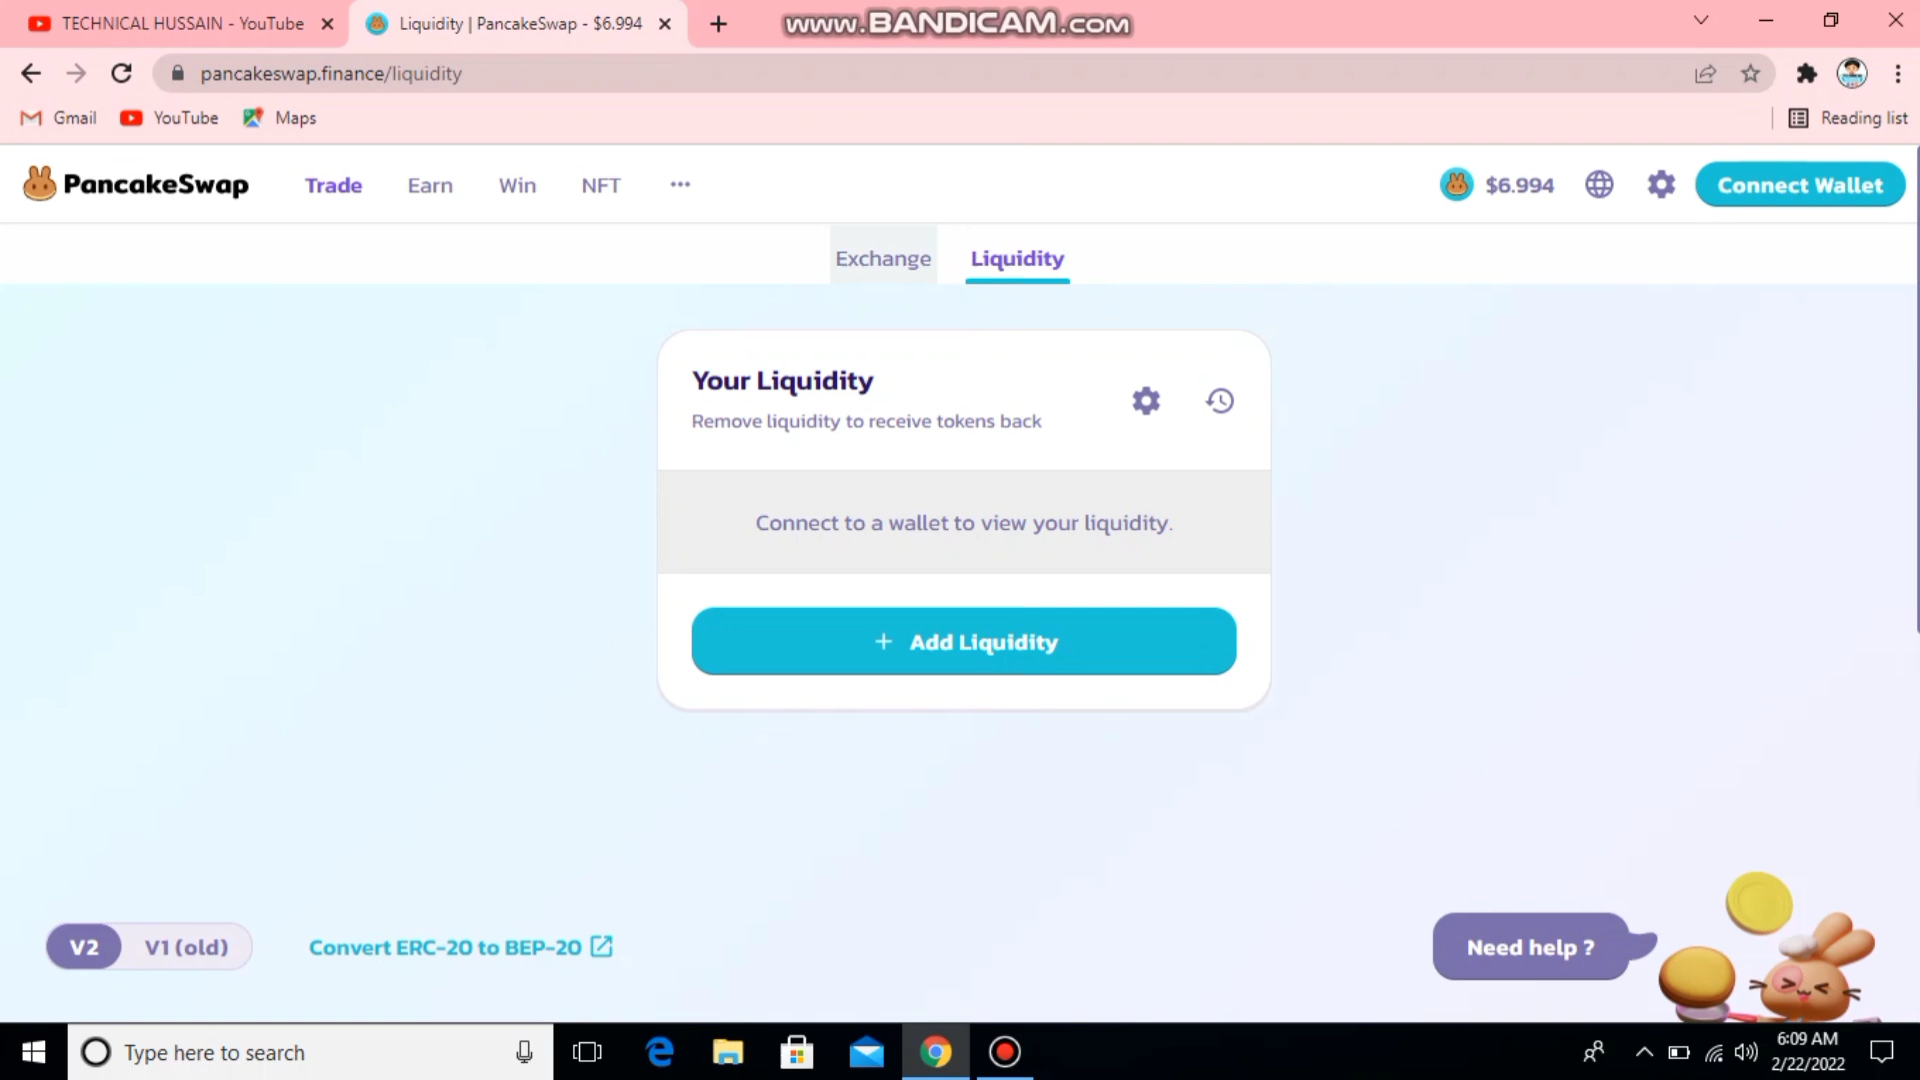 TECHNICAL HUSSAIN - YouTube
Liquidity | PancakeSwap - $6.994
www.BANDICAM.com
pancakeswap.finance/liquidity
Gmail
YouTube
Maps
Reading list
PancakeSwap
Trade
Earn
Win
NFT
$6.994
Connect Wallet
Exchange
Liquidity
Your Liquidity
Remove liquidity to receive tokens back
Connect to a wallet to view your liquidity.
+ Add Liquidity
V2
V1 (old)
Convert ERC-20 to BEP-20
Need help ?
Type here to search
6:09 AM
2/22/2022